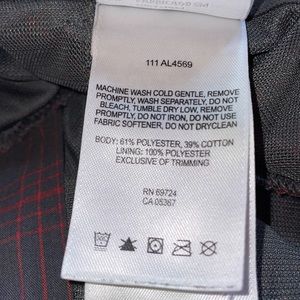 111 AL4569
MACHINE WASH COLD GENTLE, REMOVE
PROMPTLY, WASH SEPARATELY, DO NOT
BLEACH, TUMBLE DRY LOW, REMOVE
PROMPTLY, DO NOT IRON, DO NOT USE
FABRIC SOFTENER, DO NOT DRYCLEAN
BODY: 61% POLYESTER, 39% COTTON
LINING: 100% POLYESTER
EXCLUSIVE OF TRIMMING
RN 69724
CA 05367